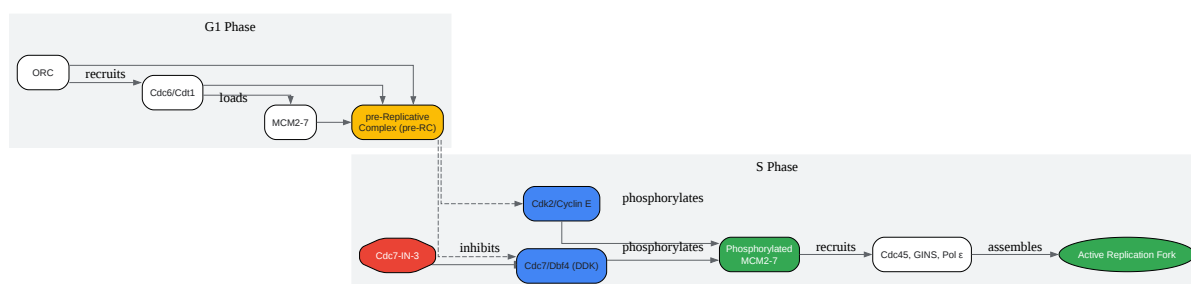 G1 Phase
ORC
recruits
Cdc6/Cdt1
loads
MCM2-7
pre-Replicative
Complex (pre-RC)
S Phase
Cdk2/Cyclin E
phosphorylates
Cdc7-IN-3
inhibits
Cdc7/Dbf4 (DDK)
phosphorylates
Phosphorylated
MCM2-7
recruits
Cdc45, GINS, Pol ε
assembles
Active Replication Fork